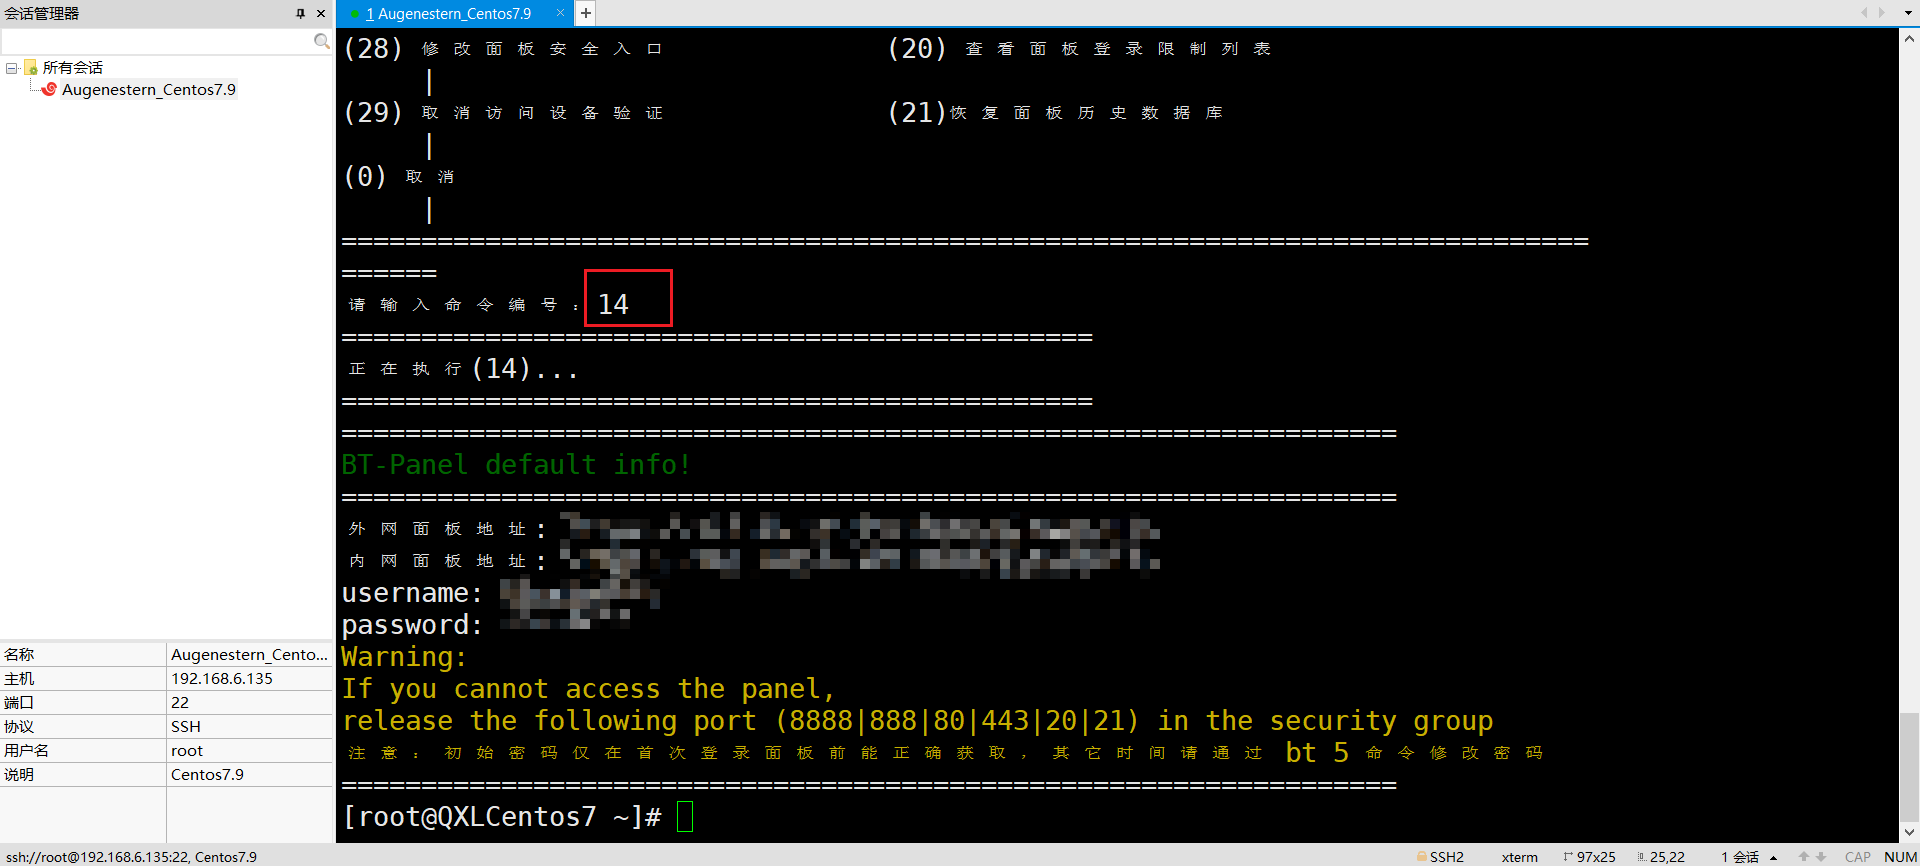 会话管理器
1 Augenestern_Centos7.9
所有会话
Augenestern_Centos7.9
名称 Augenestern_Cento...
主机 192.168.6.135
端口 22
协议 SSH
用户名 root
说明 Centos7.9
(28) 修改面板安全入口 (20) 查看面板登录限制列表
|
(29) 取消访问设备验证 (21)恢复面板历史数据库
|
(0) 取消
|
==============================================================================
======
请输入命令编号：14
===============================================
正在执行(14)...
===============================================
==================================================================
BT-Panel default info!
==================================================================
外网面板地址:
内网面板地址:
username:
password:
Warning:
If you cannot access the panel,
release the following port (8888|888|80|443|20|21) in the security group
注意：初始密码仅在首次登录面板前能正确获取，其它时间请通过 bt 5 命令修改密码
==================================================================
[root@QXLCentos7 ~]#
ssh://root@192.168.6.135:22, Centos7.9 SSH2 xterm 97x25 25,22 1 会话 CAP NUM